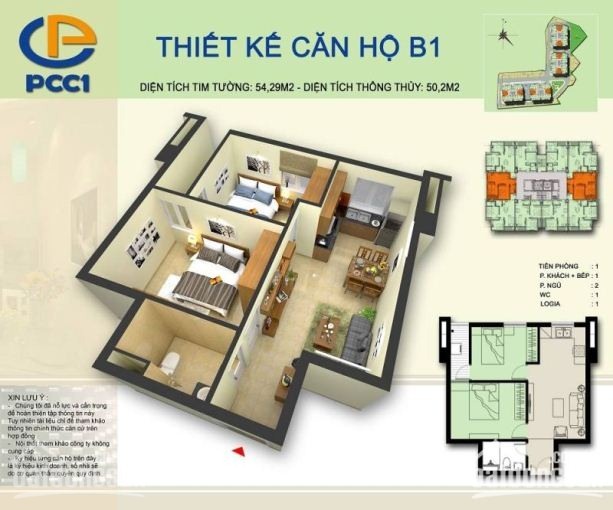 PCC1
THIẾT KẾ CĂN HỘ B1
DIỆN TÍCH TIM TƯỜNG: 54,29M2 - DIỆN TÍCH THÔNG THỦY: 50,2M2
TIỀN PHÒNG : 1
P. KHÁCH + BẾP : 1
P. NGỦ : 2
WC : 1
LOGIA : 1
XIN LƯU Ý :
- Chúng tôi đã nỗ lực và cẩn trọng
để hoàn thiện tập thông tin này
Tuy nhiên tài liệu chỉ để tham khảo
thông tin chính thức căn cứ trên
hợp đồng
- Nội thất tham khảo công ty không
cung cấp
- Ký hiệu từng căn hộ trên đây
là ký hiệu kinh doanh, số nhà sẽ
do cơ quan thẩm quyền quy định